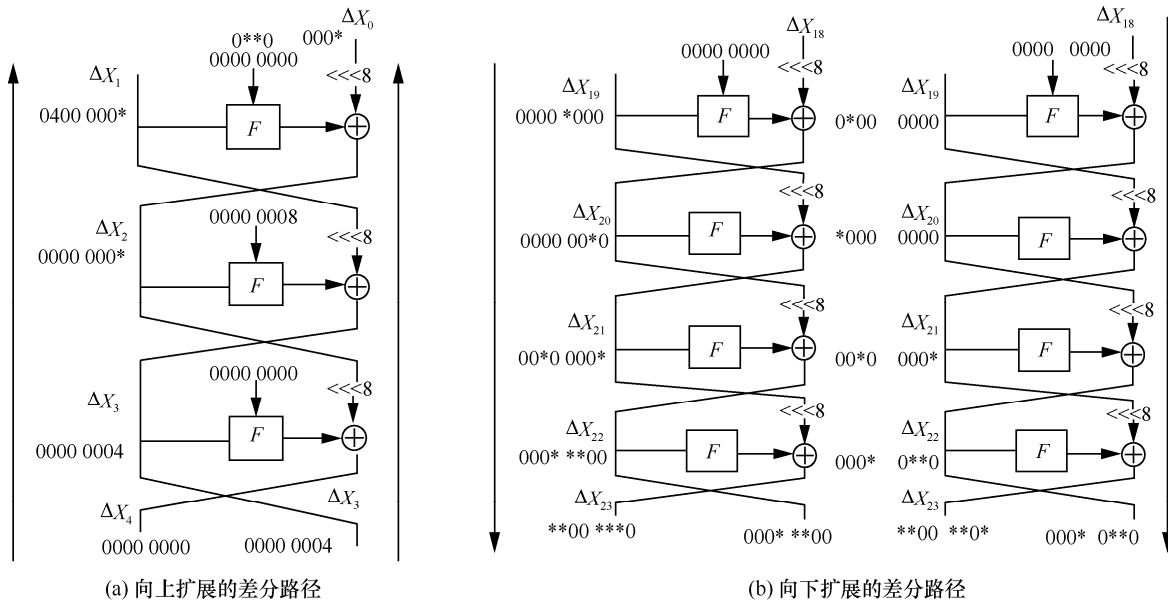 ΔX₀
0**0 000*
0000 0000
ΔX₁ <<<8
0400 000* F
0000 0008
ΔX₂ <<<8
0000 000* F
0000 0000
ΔX₃ <<<8
0000 0004 F
ΔX₄ ΔX₃
0000 0000 0000 0004
(a) 向上扩展的差分路径
ΔX₁₈
0000 0000
ΔX₁₉ <<<8
0000 *000 F
ΔX₂₀ <<<8
0000 00*0 F
ΔX₂₁ <<<8
00*0 000* F
ΔX₂₂ <<<8
000* **00 F
ΔX₂₃
**00 ***0 000* **00
ΔX₁₈
0000 0000
ΔX₁₉ <<<8
0*00 0000 F
ΔX₂₀ <<<8
*000 0000 F
ΔX₂₁ <<<8
00*0 000* F
ΔX₂₂ <<<8
000* 0**0 F
ΔX₂₃
**00 **0* 000* 0**0
(b) 向下扩展的差分路径